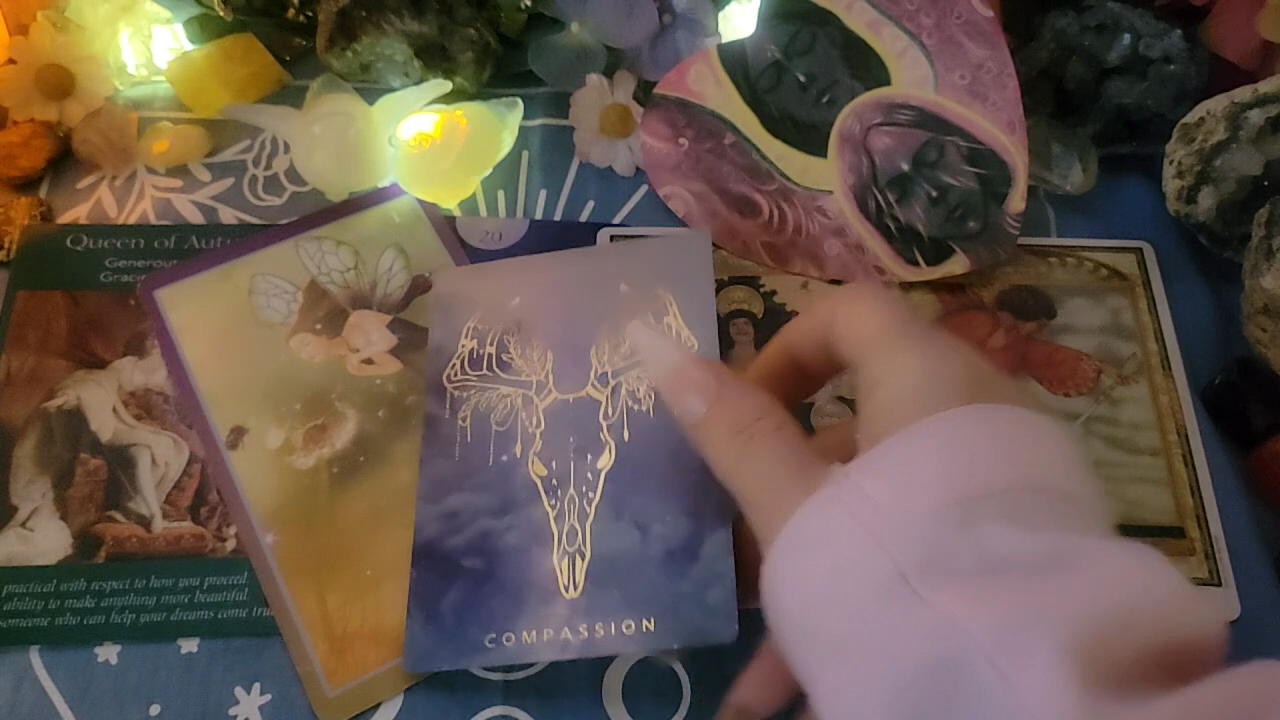 Queen of Autu
Generou
Graci
20
practical with respect to how you proceed.
ability to make anything more beautiful.
someone who can help your dreams come tru
COMPASSION